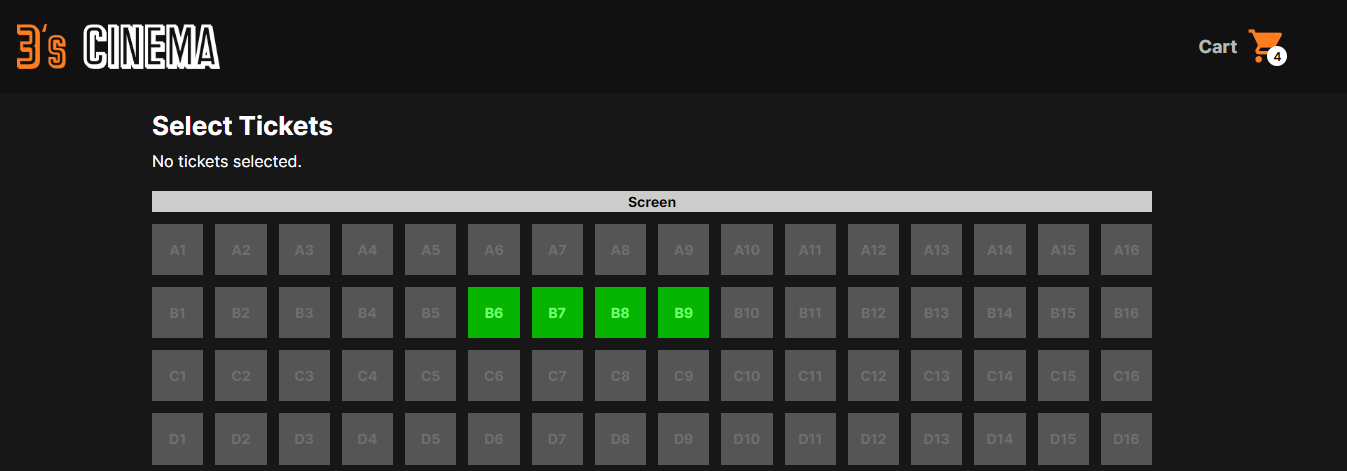 3's CINEMA
Cart 4
Select Tickets
No tickets selected.
Screen
A1 A2 A3 A4 A5 A6 A7 A8 A9 A10 A11 A12 A13 A14 A15 A16
B1 B2 B3 B4 B5 B6 B7 B8 B9 B10 B11 B12 B13 B14 B15 B16
C1 C2 C3 C4 C5 C6 C7 C8 C9 C10 C11 C12 C13 C14 C15 C16
D1 D2 D3 D4 D5 D6 D7 D8 D9 D10 D11 D12 D13 D14 D15 D16